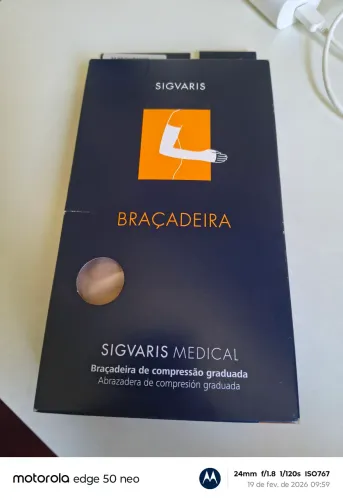 SIGVARIS
BRAÇADEIRA
SIGVARIS MEDICAL
Braçadeira de compressão graduada
Abrazadera de compresión graduada
motorola edge 50 neo
24mm f/1.8 1/120s ISO767
19 de fev. de 2026 09:59